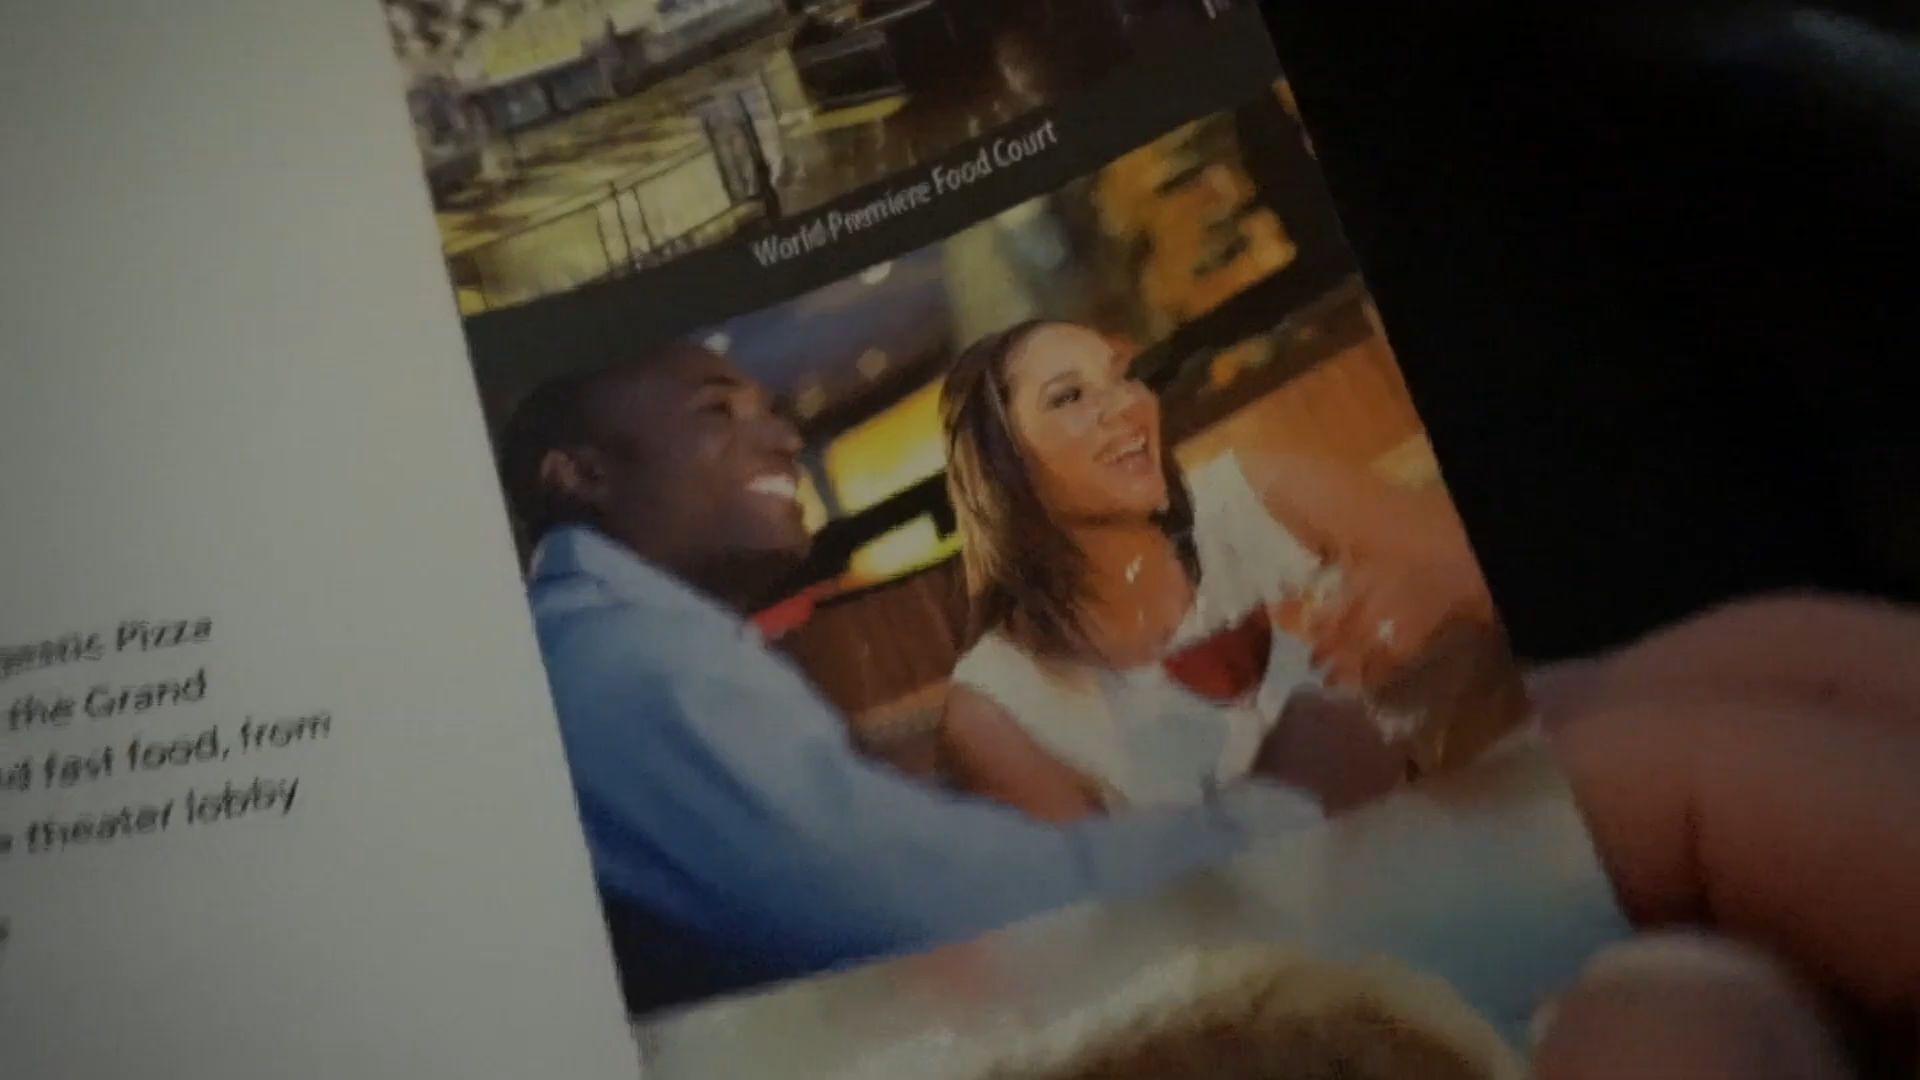 World Premiere Food Court
Pizza
the Grand
fast food, from
theater lobby